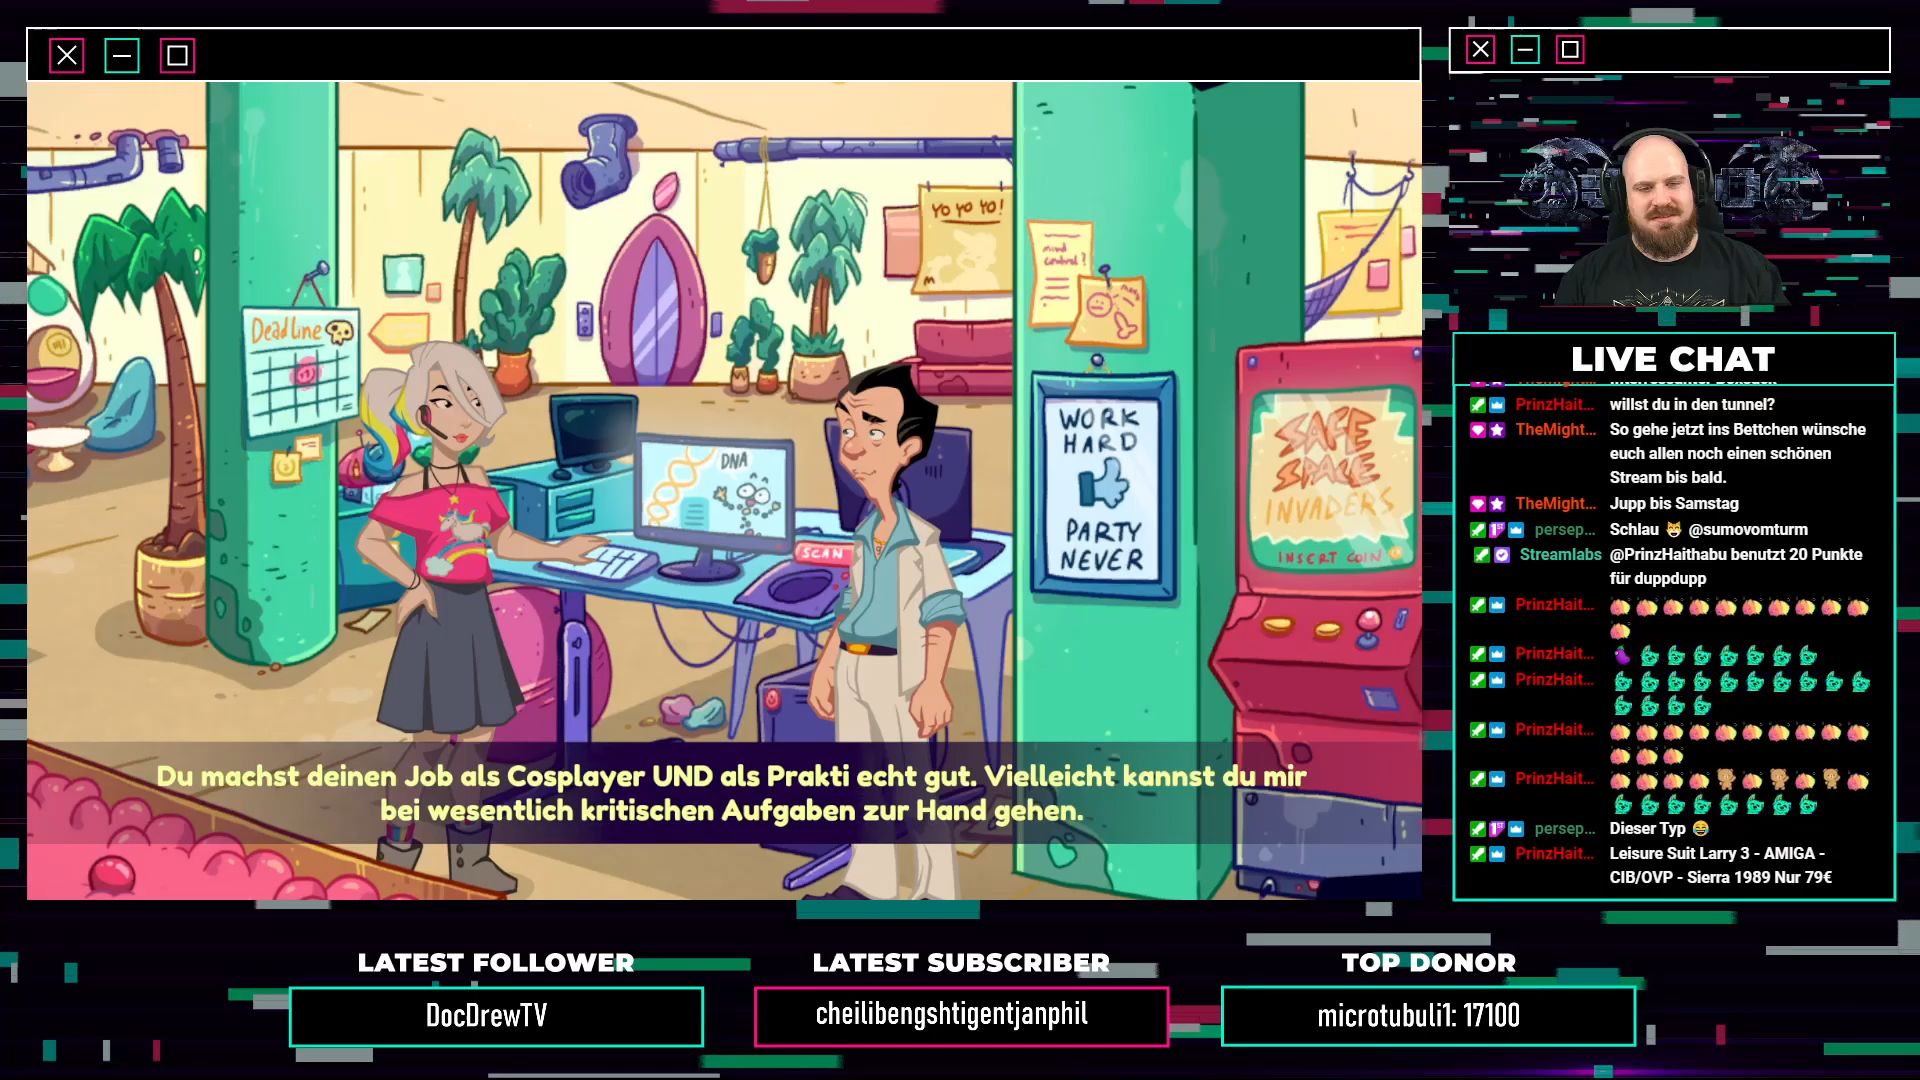 YO YO YO!
mind
control?
Deadline
DNA
SCAN
WORK
HARD
PARTY
NEVER
SAFE
SPACE
INVADERS
INSERT COIN
Du machst deinen Job als Cosplayer UND als Prakti echt gut. Vielleicht kannst du mir
bei wesentlich kritischen Aufgaben zur Hand gehen.
LIVE CHAT
PrinzHait... willst du in den tunnel?
TheMight... So gehe jetzt ins Bettchen wünsche
euch allen noch einen schönen
Stream bis bald.
TheMight... Jupp bis Samstag
persep... Schlau 😸 @sumovomturm
Streamlabs @PrinzHaithabu benutzt 20 Punkte
für duppdupp
PrinzHait...
PrinzHait...
PrinzHait...
PrinzHait...
PrinzHait...
persep... Dieser Typ 😂
PrinzHait... Leisure Suit Larry 3 - AMIGA -
CIB/OVP - Sierra 1989 Nur 79€
LATEST FOLLOWER
DocDrewTV
LATEST SUBSCRIBER
cheilibengshtigentjanphil
TOP DONOR
microtubuli1: 17100